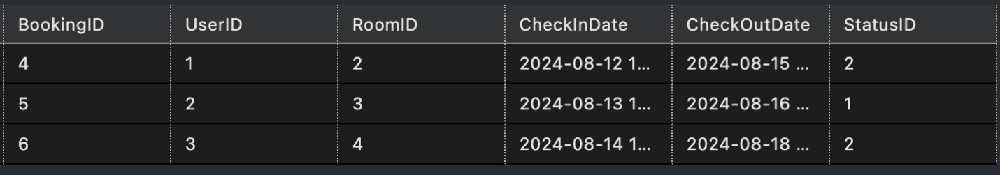 BookingID UserID RoomID CheckInDate CheckOutDate StatusID
4 1 2 2024-08-12 1... 2024-08-15 ... 2
5 2 3 2024-08-13 1... 2024-08-16 ... 1
6 3 4 2024-08-14 1... 2024-08-18 ... 2